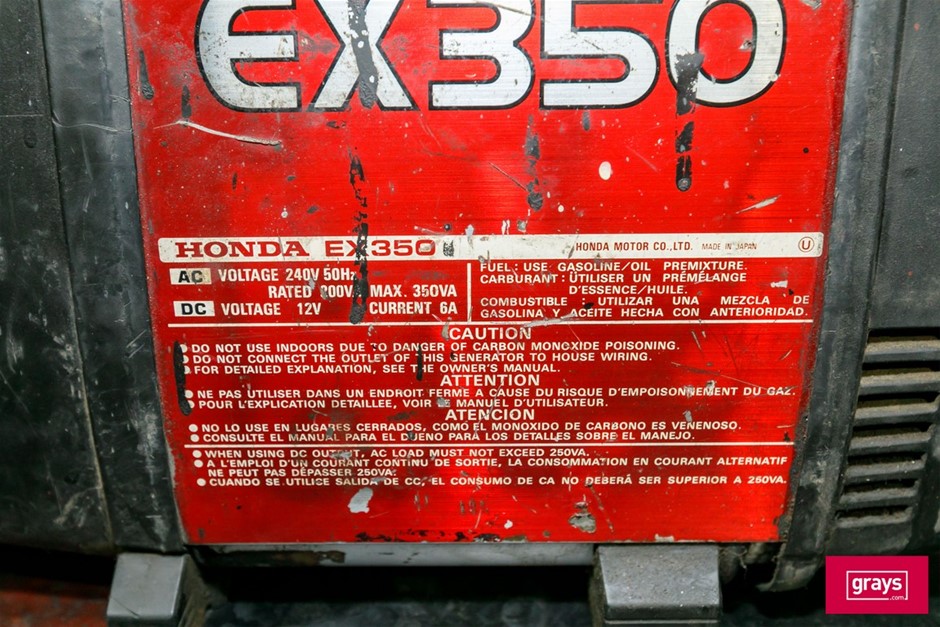 EX350
HONDA EX350
HONDA MOTOR CO., LTD. MADE IN JAPAN
U
AC VOLTAGE 240V 50Hz
RATED 300VA MAX. 350VA
DC VOLTAGE 12V CURRENT 6A
FUEL: USE GASOLINE/OIL PREMIXTURE.
CARBURANT: UTILISER UN PRÉMÉLANGE
D'ESSENCE/HUILE.
COMBUSTIBLE: UTILIZAR UNA MEZCLA DE
GASOLINA Y ACEITE HECHA CON ANTERIORIDAD.
CAUTION
● DO NOT USE INDOORS DUE TO DANGER OF CARBON MONOXIDE POISONING.
● DO NOT CONNECT THE OUTLET OF THIS GENERATOR TO HOUSE WIRING.
● FOR DETAILED EXPLANATION, SEE THE OWNER'S MANUAL.
ATTENTION
● NE PAS UTILISER DANS UN ENDROIT FERME A CAUSE DU RISQUE D'EMPOISONNEMENT DU GAZ.
● POUR L'EXPLICATION DETAILLEE, VOIR LE MANUEL D'UTILISATEUR.
ATENCION
● NO LO USE EN LUGARES CERRADOS, COMO EL MONOXIDO DE CARBONO ES VENENOSO.
● CONSULTE EL MANUAL PARA EL DUENO PARA LOS DETALLES SOBRE EL MANEJO.
● WHEN USING DC OUTPUT, AC LOAD MUST NOT EXCEED 250VA.
● A L'EMPLOI D'UN COURANT CONTINU DE SORTIE, LA CONSOMMATION EN COURANT ALTERNATIF
NE PEUT PAS DÉPASSER 250VA.
● CUANDO SE UTILICE SALIDA DE CC, EL CONSUMO DE CA NO DEBERÁ SER SUPERIOR A 250VA.
grays
.com